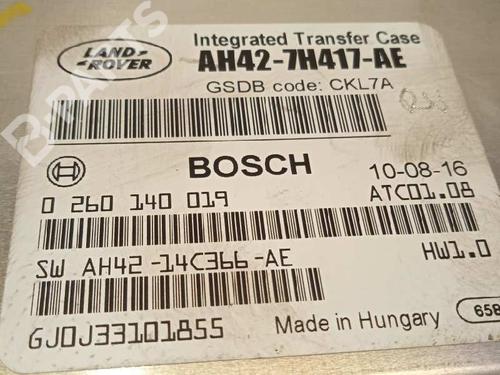 LAND ROVER
Integrated Transfer Case
AH42-7H417-AE
GSDB code: CKL7A
BOSCH
10-08-16
0 260 140 019
ATC01.08
SW AH42 -14C366 -AE
HW1.0
GJ0J33101855
Made in Hungary
658
B-PARTS